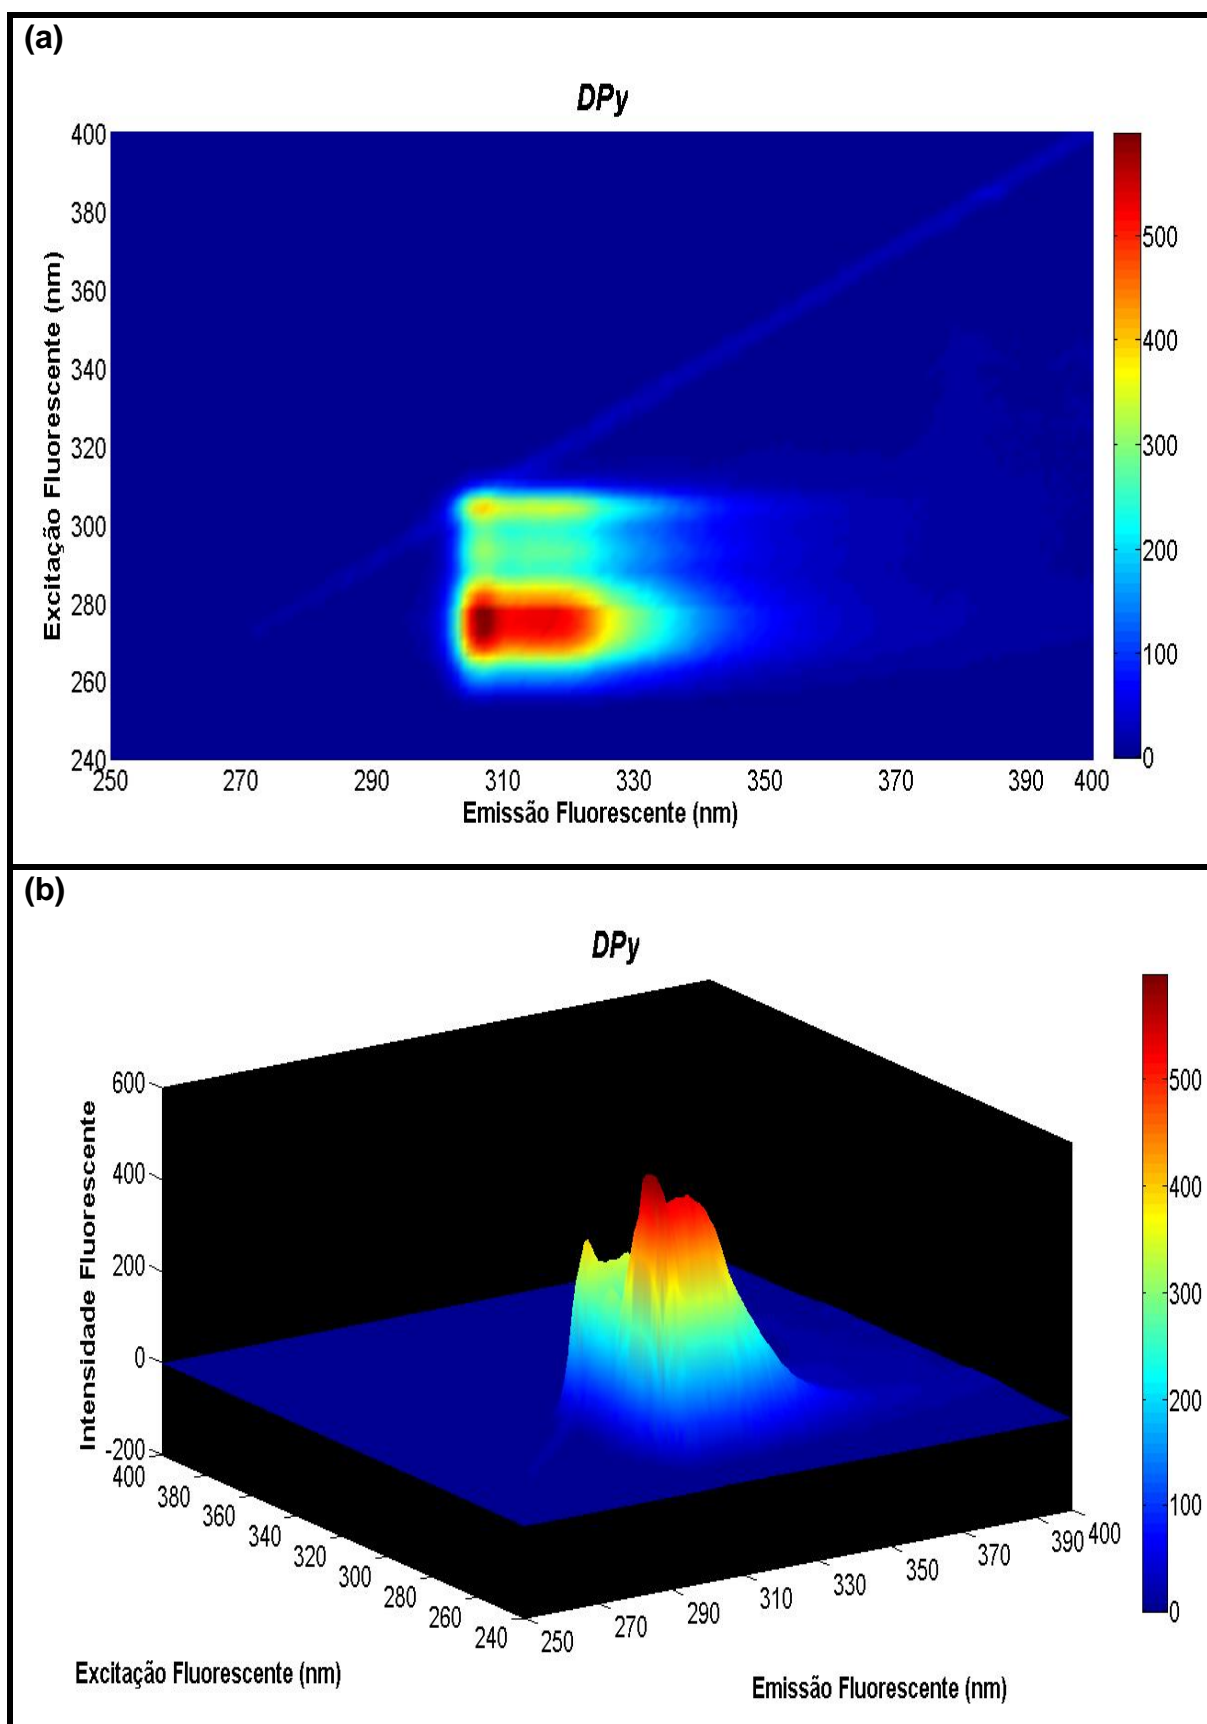 (a)
DPy
400
380
360
340
320
300
280
260
240
Excitação Fluorescente (nm)
250 270 290 310 330 350 370 390 400
Emissão Fluorescente (nm)
500
400
300
200
100
0
(b)
DPy
600
400
200
0
-200
Intensidade Fluorescente
400 380 360 340 320 300 280 260 240
Excitação Fluorescente (nm)
250 270 290 310 330 350 370 390 400
Emissão Fluorescente (nm)
500
400
300
200
100
0